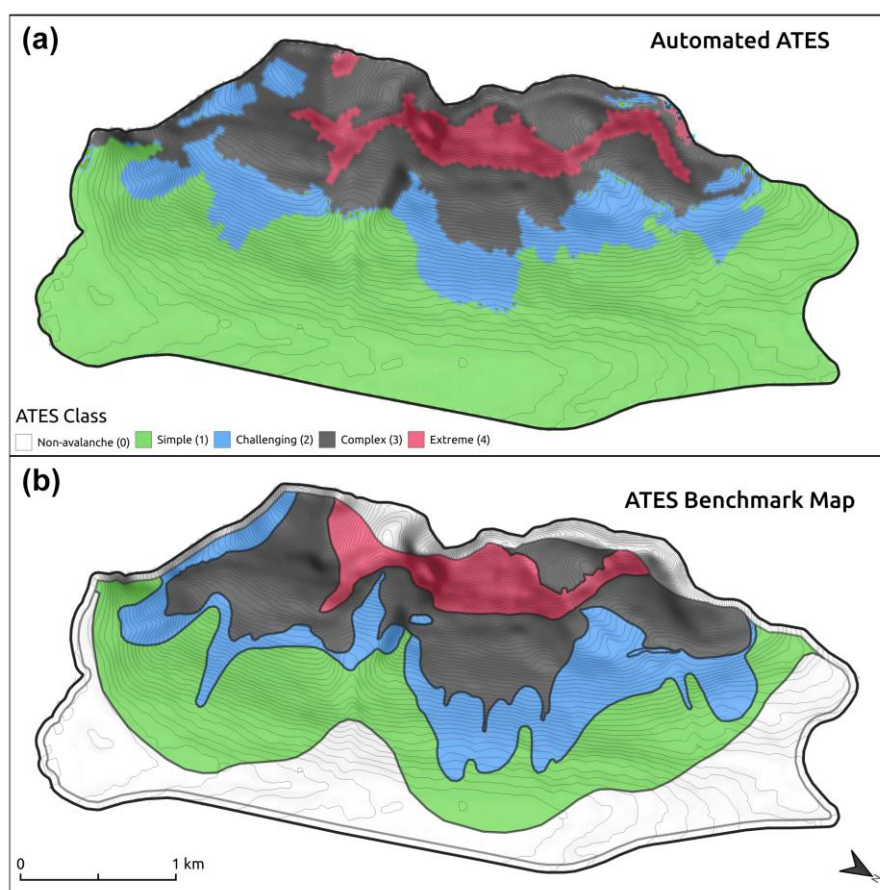 (a)
Automated ATES
ATES Class
Non-avalanche (0) Simple (1) Challenging (2) Complex (3) Extreme (4)
(b)
ATES Benchmark Map
0 1 km
N